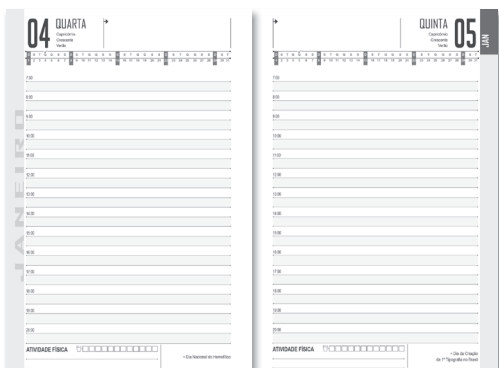 04 QUARTA
Capricórnio
Crescente
Verão
7:00
8:00
9:00
10:00
11:00
12:00
13:00
14:00
15:00
16:00
17:00
18:00
19:00
20:00
ATIVIDADE FÍSICA
• Dia Nacional do Hemofílico
JANEIRO
QUINTA 05
Capricórnio
Crescente
Verão
JAN
7:00
8:00
9:00
10:00
11:00
12:00
13:00
14:00
15:00
16:00
17:00
18:00
19:00
20:00
ATIVIDADE FÍSICA
• Dia da Criação
da 1ª Tipografia no Brasil